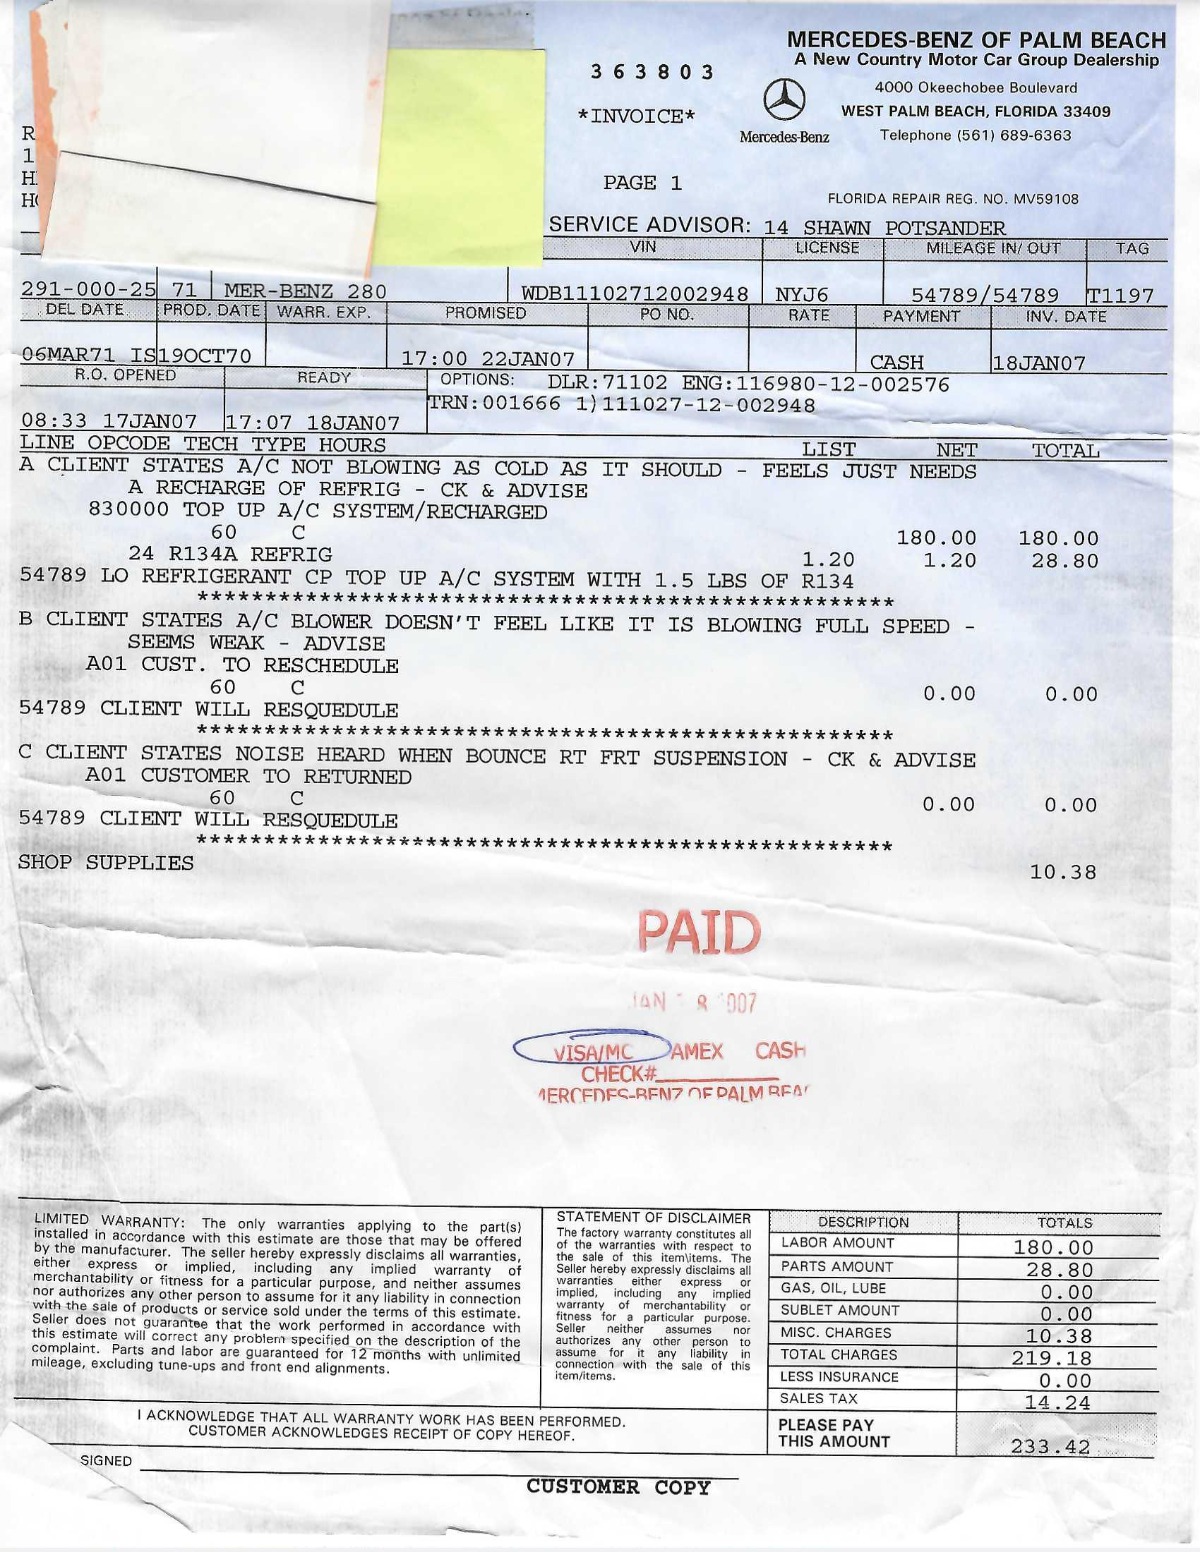 MERCEDES-BENZ OF PALM BEACH
A New Country Motor Car Group Dealership
363803
4000 Okeechobee Boulevard
*INVOICE*
WEST PALM BEACH, FLORIDA 33409
Mercedes-Benz
Telephone (561) 689-6363
R
1
H
HO
PAGE 1
FLORIDA REPAIR REG. NO. MV59108
SERVICE ADVISOR: 14 SHAWN POTSANDER
VIN LICENSE MILEAGE IN/ OUT TAG
291-000-25 71 MER-BENZ 280 WDB11102712002948 NYJ6 54789/54789 T1197
DEL DATE PROD. DATE WARR. EXP. PROMISED PO NO. RATE PAYMENT INV. DATE
06MAR71 IS 19OCT70 17:00 22JAN07 CASH 18JAN07
R.O. OPENED READY OPTIONS: DLR:71102 ENG:116980-12-002576
TRN:001666 1)111027-12-002948
08:33 17JAN07 17:07 18JAN07
LINE OPCODE TECH TYPE HOURS LIST NET TOTAL
A CLIENT STATES A/C NOT BLOWING AS COLD AS IT SHOULD - FEELS JUST NEEDS
A RECHARGE OF REFRIG - CK & ADVISE
830000 TOP UP A/C SYSTEM/RECHARGED
60 C 180.00 180.00
24 R134A REFRIG 1.20 1.20 28.80
54789 LO REFRIGERANT CP TOP UP A/C SYSTEM WITH 1.5 LBS OF R134
****************************************************
B CLIENT STATES A/C BLOWER DOESN'T FEEL LIKE IT IS BLOWING FULL SPEED -
SEEMS WEAK - ADVISE
A01 CUST. TO RESCHEDULE
60 C 0.00 0.00
54789 CLIENT WILL RESQUEDULE
****************************************************
C CLIENT STATES NOISE HEARD WHEN BOUNCE RT FRT SUSPENSION - CK & ADVISE
A01 CUSTOMER TO RETURNED
60 C 0.00 0.00
54789 CLIENT WILL RESQUEDULE
****************************************************
SHOP SUPPLIES 10.38
PAID
JAN 8 007
VISA/MC AMEX CASH
CHECK#
MERCEDES-BENZ OF PALM BEA
LIMITED WARRANTY: The only warranties applying to the part(s)
installed in accordance with this estimate are those that may be offered
by the manufacturer. The seller hereby expressly disclaims all warranties,
either express or implied, including any implied warranty of
merchantability or fitness for a particular purpose, and neither assumes
nor authorizes any other person to assume for it any liability in connection
with the sale of products or service sold under the terms of this estimate.
Seller does not guarantee that the work performed in accordance with
this estimate will correct any problem specified on the description of the
complaint. Parts and labor are guaranteed for 12 months with unlimited
mileage, excluding tune-ups and front end alignments.
STATEMENT OF DISCLAIMER
The factory warranty constitutes all
of the warranties with respect to
the sale of this item\items. The
Seller hereby expressly disclaims all
warranties either express or
implied, including any implied
warranty of merchantability or
fitness for a particular purpose.
Seller neither assumes nor
authorizes any other person to
assume for it any liability in
connection with the sale of this
item/items.
DESCRIPTION TOTALS
LABOR AMOUNT 180.00
PARTS AMOUNT 28.80
GAS, OIL, LUBE 0.00
SUBLET AMOUNT 0.00
MISC. CHARGES 10.38
TOTAL CHARGES 219.18
LESS INSURANCE 0.00
SALES TAX 14.24
PLEASE PAY
THIS AMOUNT 233.42
I ACKNOWLEDGE THAT ALL WARRANTY WORK HAS BEEN PERFORMED.
CUSTOMER ACKNOWLEDGES RECEIPT OF COPY HEREOF.
SIGNED
CUSTOMER COPY